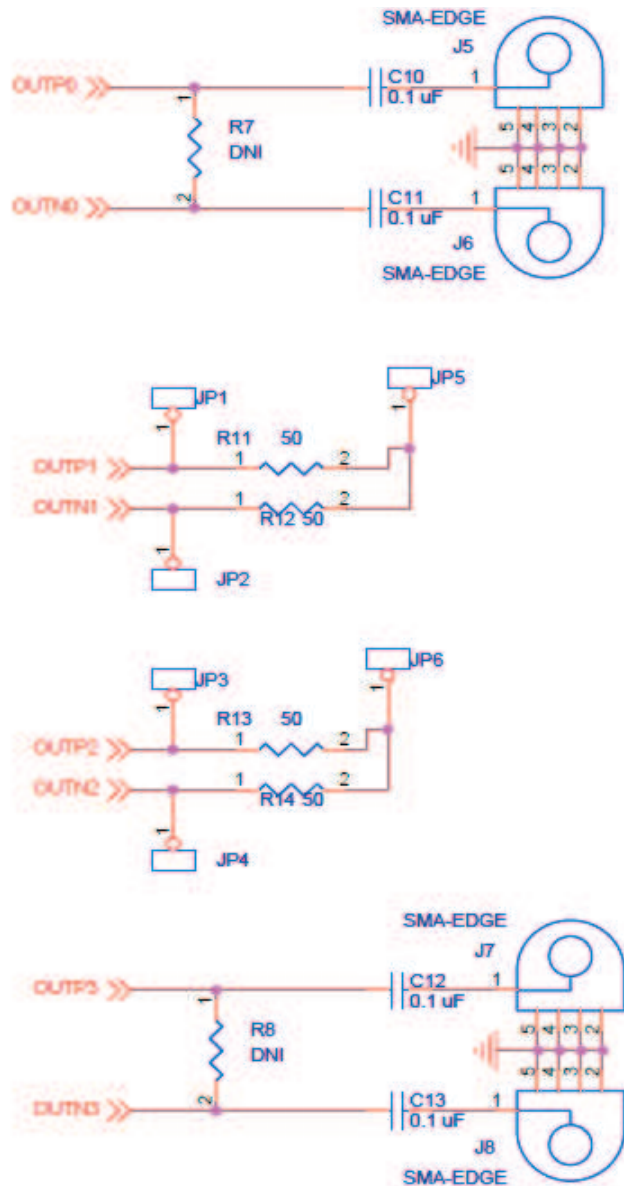 SMA-EDGE
J5
OUTP0
1
C10
0.1 uF
1
R7
DNI
5 4 3 2
5 4 3 2
2
OUTN0
C11
0.1 uF
1
J6
SMA-EDGE
JP1
JP5
1
1
R11 50
OUTP1
1 2
OUTN1
1 2
R12 50
1
JP2
JP3
JP6
1
1
R13 50
OUTP2
1 2
OUTN2
1 2
R14 50
1
JP4
SMA-EDGE
J7
OUTP3
1
C12
0.1 uF
1
R8
DNI
5 4 3 2
5 4 3 2
2
OUTN3
C13
0.1 uF
1
J8
SMA-EDGE